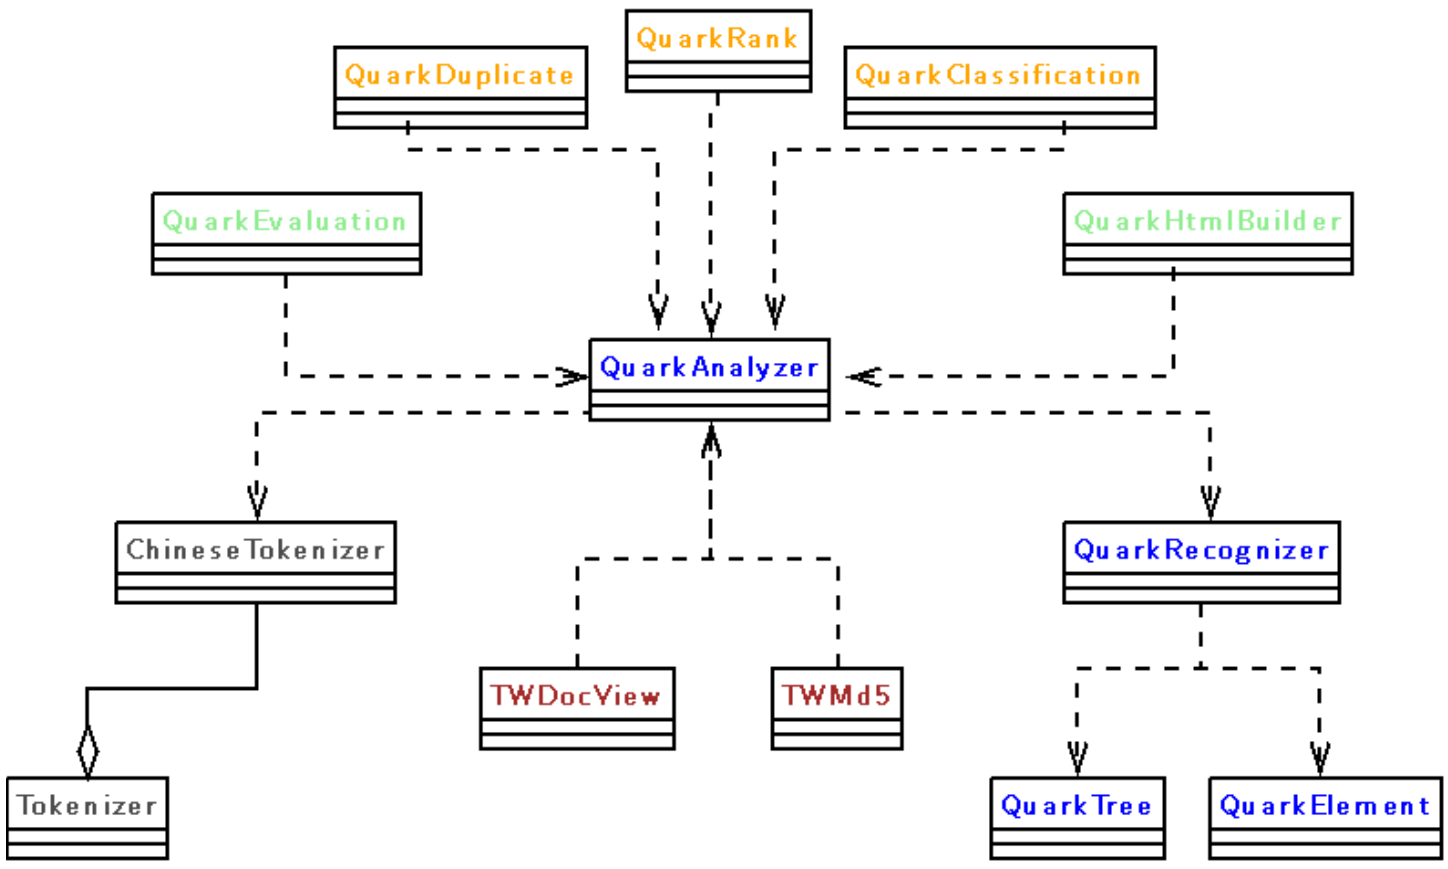 QuarkRank
QuarkDuplicate
QuarkClassification
QuarkEvaluation
QuarkHtmlBuilder
QuarkAnalyzer
ChineseTokenizer
QuarkRecognizer
TWDocView
TWMd5
Tokenizer
QuarkTree
QuarkElement